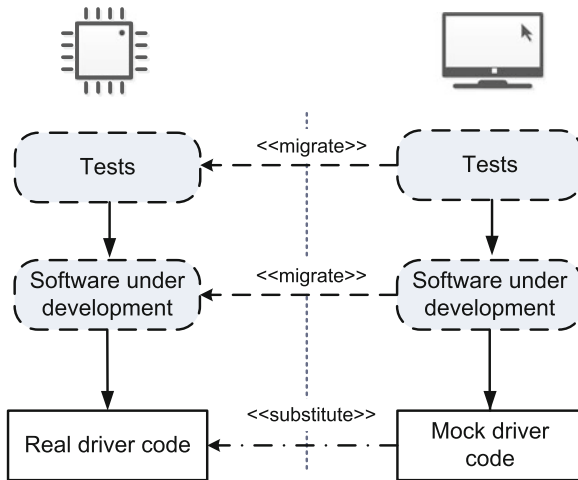 Tests
<<migrate>>
Tests
Software under
development
<<migrate>>
Software under
development
Real driver code
<<substitute>>
Mock driver
code